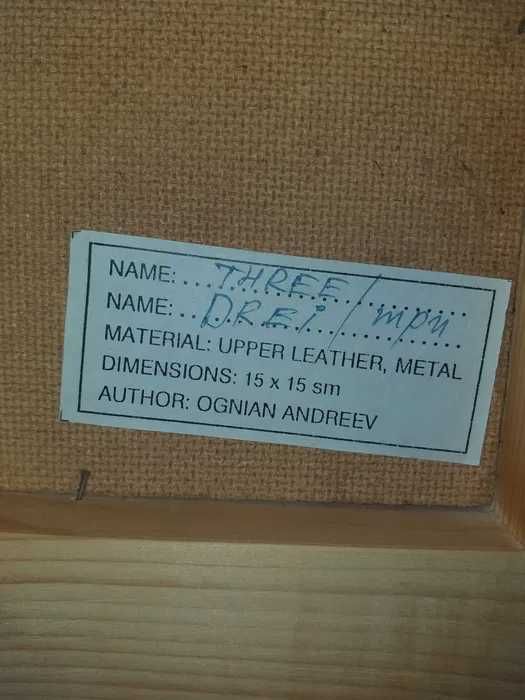 NAME: ... THREE/ ..............
NAME: .. DREI / три
MATERIAL: UPPER LEATHER, METAL
DIMENSIONS: 15 x 15 sm
AUTHOR: OGNIAN ANDREEV